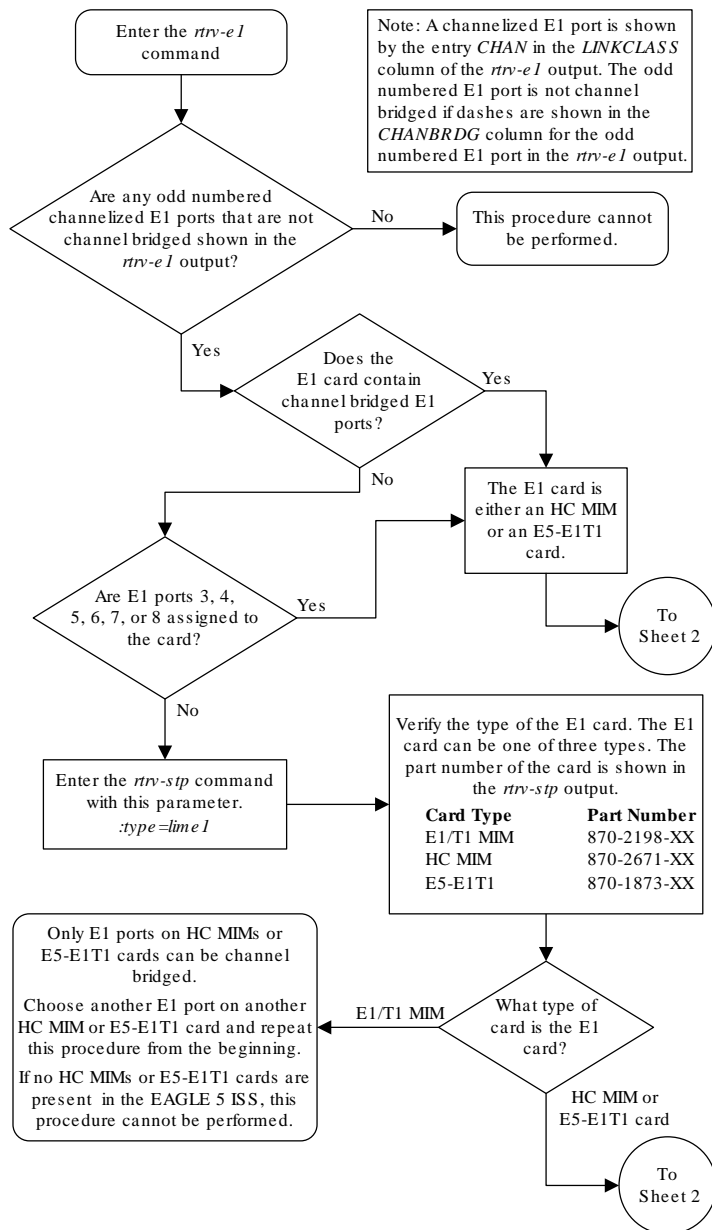 Enter the rtrv-e1
command
Note: A channelized E1 port is shown
by the entry CHAN in the LINKCLASS
column of the rtrv-e1 output. The odd
numbered E1 port is not channel
bridged if dashes are shown in the
CHANBRDG column for the odd
numbered E1 port in the rtrv-e1 output.
Are any odd numbered
channelized E1 ports that are not
channel bridged shown in the
rtrv-e1 output?
No
This procedure cannot
be performed.
Yes
Does the
E1 card contain
channel bridged E1
ports?
Yes
No
The E1 card is
either an HC MIM
or an E5-E1T1
card.
Are E1 ports 3, 4,
5, 6, 7, or 8 assigned to
the card?
Yes
To
Sheet 2
No
Enter the rtrv-stp command
with this parameter.
:type=lime1
Verify the type of the E1 card. The E1
card can be one of three types. The
part number of the card is shown in
the rtrv-stp output.
Card Type Part Number
E1/T1 MIM 870-2198-XX
HC MIM 870-2671-XX
E5-E1T1 870-1873-XX
Only E1 ports on HC MIMs or
E5-E1T1 cards can be channel
bridged.
Choose another E1 port on another
HC MIM or E5-E1T1 card and repeat
this procedure from the beginning.
If no HC MIMs or E5-E1T1 cards are
present in the EAGLE 5 ISS, this
procedure cannot be performed.
E1/T1 MIM
What type of
card is the E1
card?
HC MIM or
E5-E1T1 card
To
Sheet 2